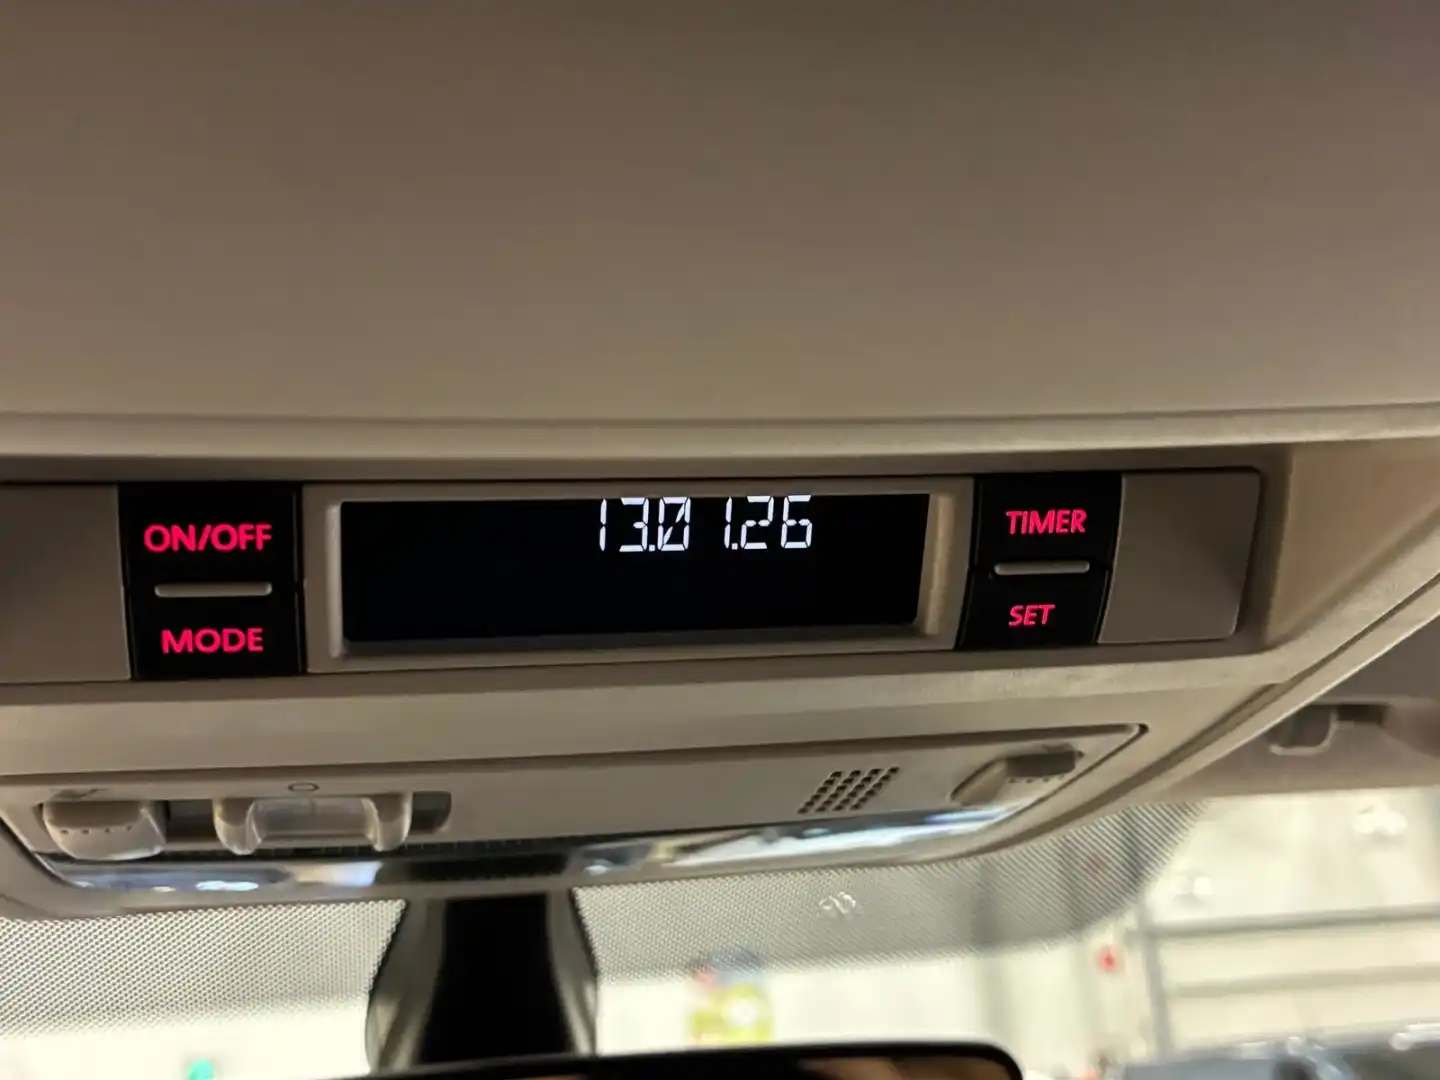 ON/OFF
MODE
13.01.26
TIMER
SET